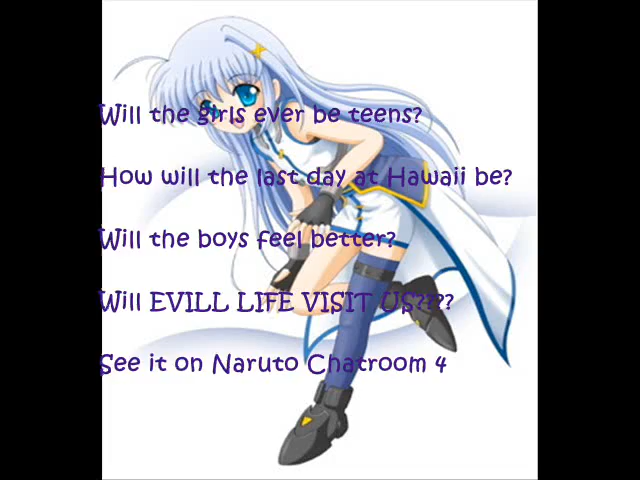 Will the girls ever be teens?
How will the last day at Hawaii be?
Will the boys feel better?
Will EVILL LIFE VISIT US????
See it on Naruto Chatroom 4